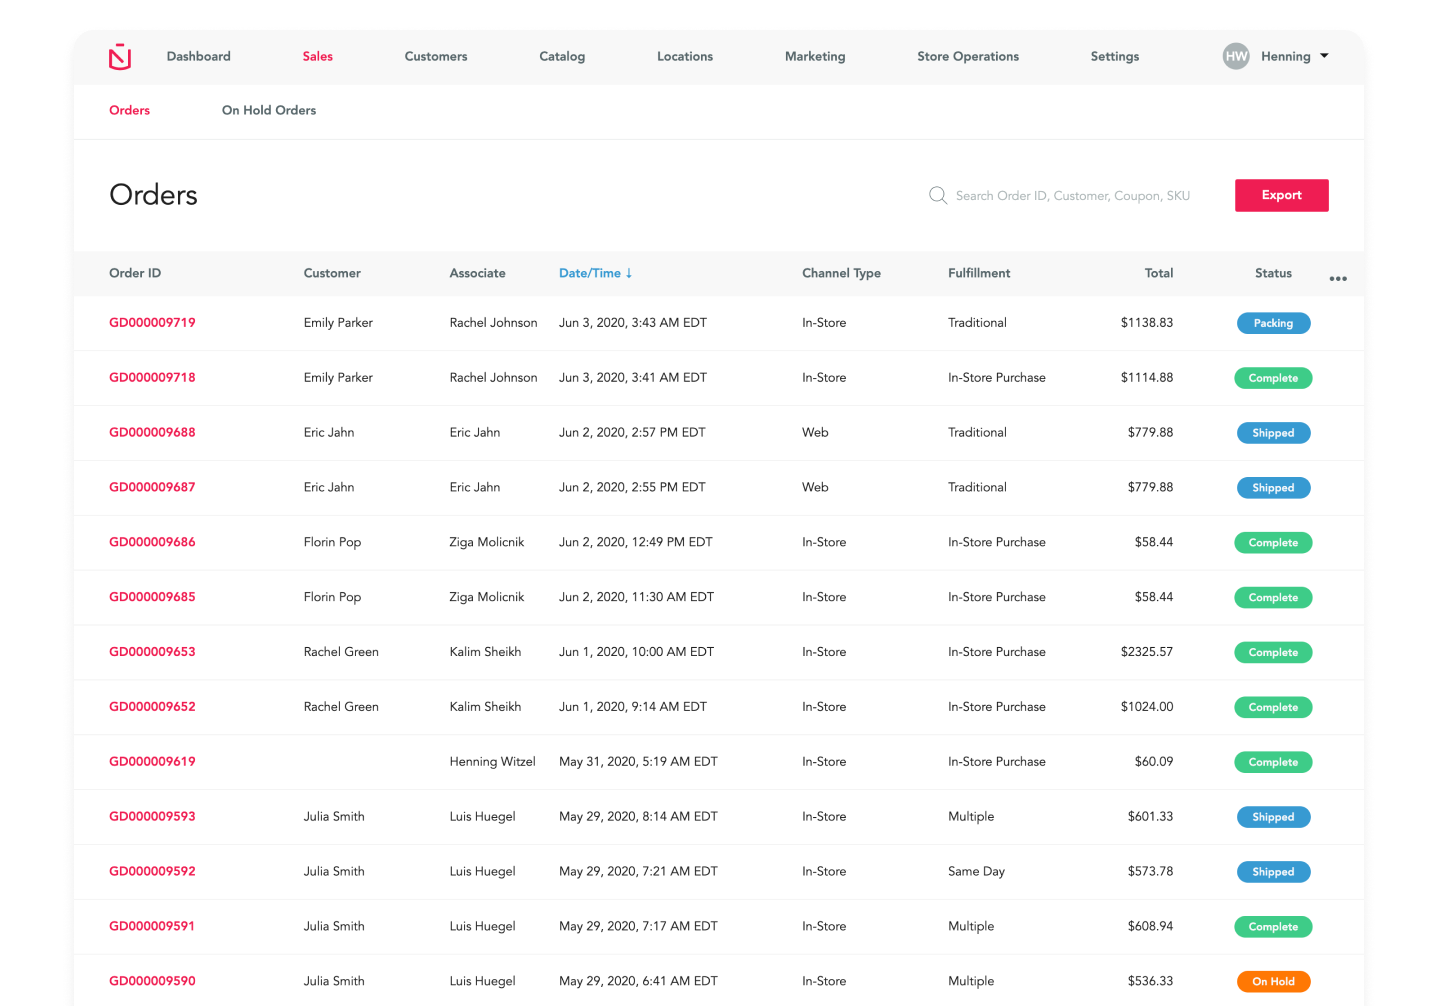 Dashboard Sales Customers Catalog Locations Marketing Store Operations Settings HW Henning
Orders On Hold Orders
Orders Search Order ID, Customer, Coupon, SKU Export
Order ID Customer Associate Date/Time ↓ Channel Type Fulfillment Total Status •••
GD000009719 Emily Parker Rachel Johnson Jun 3, 2020, 3:43 AM EDT In-Store Traditional $1138.83 Packing
GD000009718 Emily Parker Rachel Johnson Jun 3, 2020, 3:41 AM EDT In-Store In-Store Purchase $1114.88 Complete
GD000009688 Eric Jahn Eric Jahn Jun 2, 2020, 2:57 PM EDT Web Traditional $779.88 Shipped
GD000009687 Eric Jahn Eric Jahn Jun 2, 2020, 2:55 PM EDT Web Traditional $779.88 Shipped
GD000009686 Florin Pop Ziga Molicnik Jun 2, 2020, 12:49 PM EDT In-Store In-Store Purchase $58.44 Complete
GD000009685 Florin Pop Ziga Molicnik Jun 2, 2020, 11:30 AM EDT In-Store In-Store Purchase $58.44 Complete
GD000009653 Rachel Green Kalim Sheikh Jun 1, 2020, 10:00 AM EDT In-Store In-Store Purchase $2325.57 Complete
GD000009652 Rachel Green Kalim Sheikh Jun 1, 2020, 9:14 AM EDT In-Store In-Store Purchase $1024.00 Complete
GD000009619 Henning Witzel May 31, 2020, 5:19 AM EDT In-Store In-Store Purchase $60.09 Complete
GD000009593 Julia Smith Luis Huegel May 29, 2020, 8:14 AM EDT In-Store Multiple $601.33 Shipped
GD000009592 Julia Smith Luis Huegel May 29, 2020, 7:21 AM EDT In-Store Same Day $573.78 Shipped
GD000009591 Julia Smith Luis Huegel May 29, 2020, 7:17 AM EDT In-Store Multiple $608.94 Complete
GD000009590 Julia Smith Luis Huegel May 29, 2020, 6:41 AM EDT In-Store Multiple $536.33 On Hold